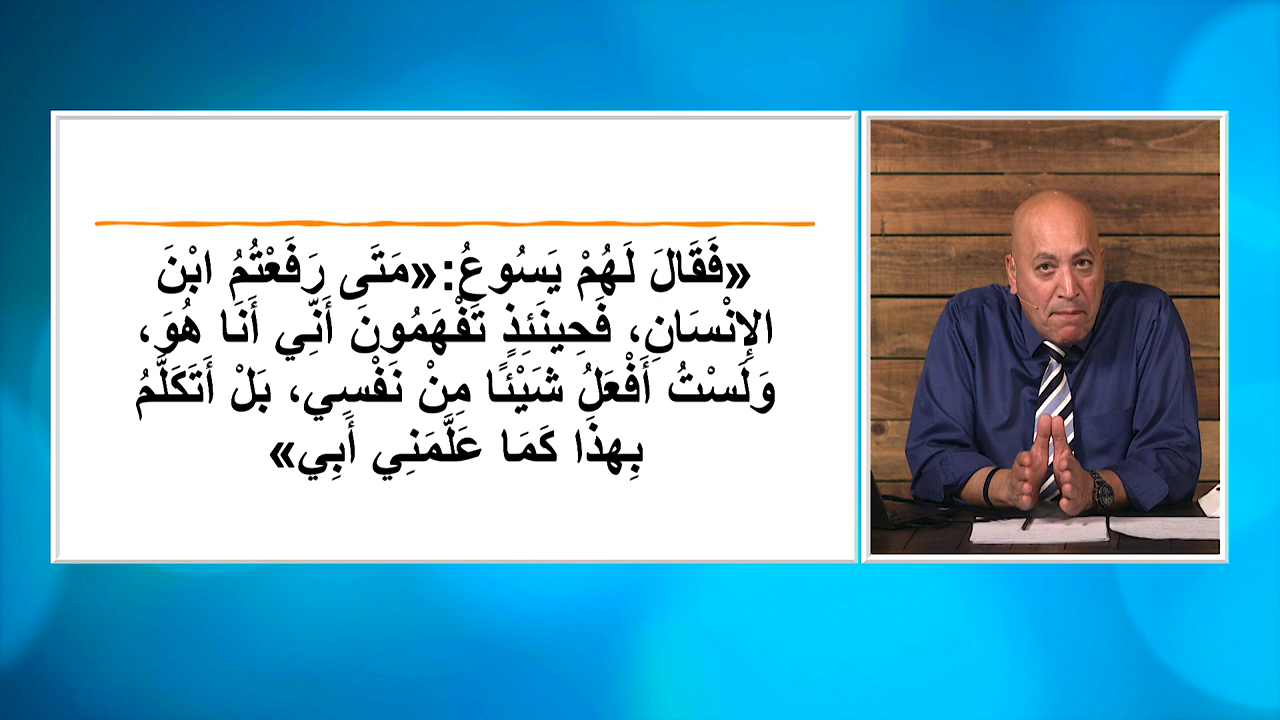 «فَقَالَ لَهُمْ يَسُوعُ:«مَتَى رَفَعْتُمُ ابْنَ
الإِنْسَانِ، فَحِينَئِذٍ تَفْهَمُونَ أَنِّي أَنَا هُوَ،
وَلَسْتُ أَفْعَلُ شَيْئًا مِنْ نَفْسِي، بَلْ أَتَكَلَّمُ
بِهذَا كَمَا عَلَّمَنِي أَبِي»